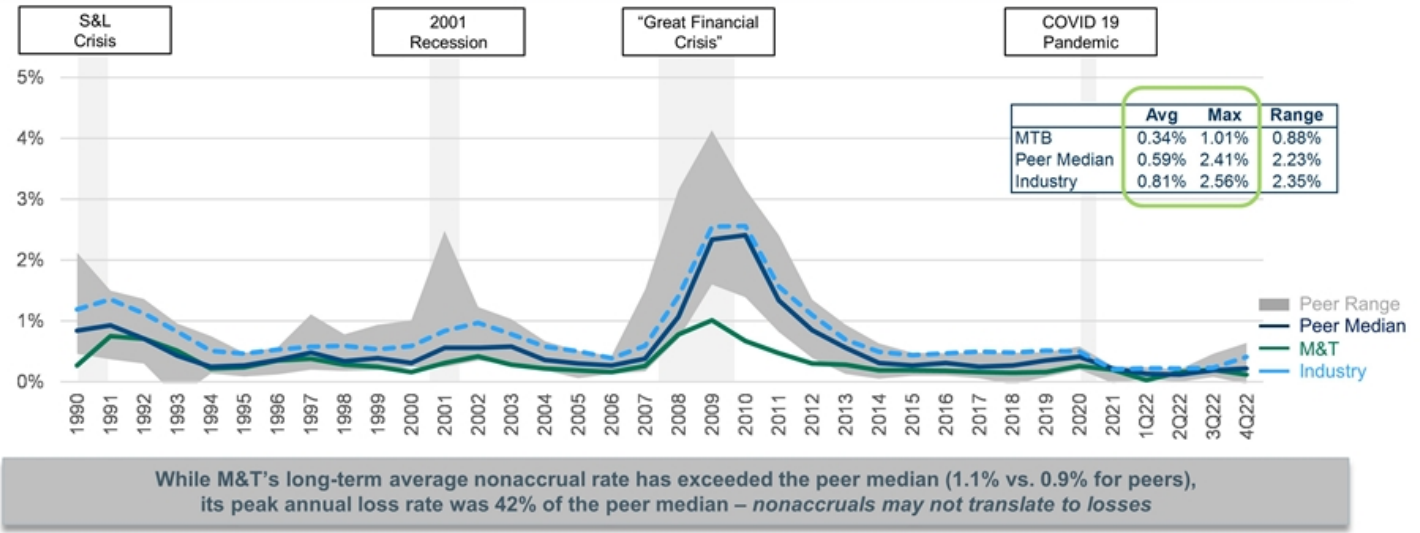 S&L
Crisis
2001
Recession
“Great Financial
Crisis”
COVID 19
Pandemic
5%
4%
3%
2%
1%
0%
Avg Max Range
MTB 0.34% 1.01% 0.88%
Peer Median 0.59% 2.41% 2.23%
Industry 0.81% 2.56% 2.35%
Peer Range
Peer Median
M&T
Industry
1990 1991 1992 1993 1994 1995 1996 1997 1998 1999 2000 2001 2002 2003 2004 2005 2006 2007 2008 2009 2010 2011 2012 2013 2014 2015 2016 2017 2018 2019 2020 2021 1Q22 2Q22 3Q22 4Q22
While M&T’s long-term average nonaccrual rate has exceeded the peer median (1.1% vs. 0.9% for peers),
its peak annual loss rate was 42% of the peer median – nonaccruals may not translate to losses